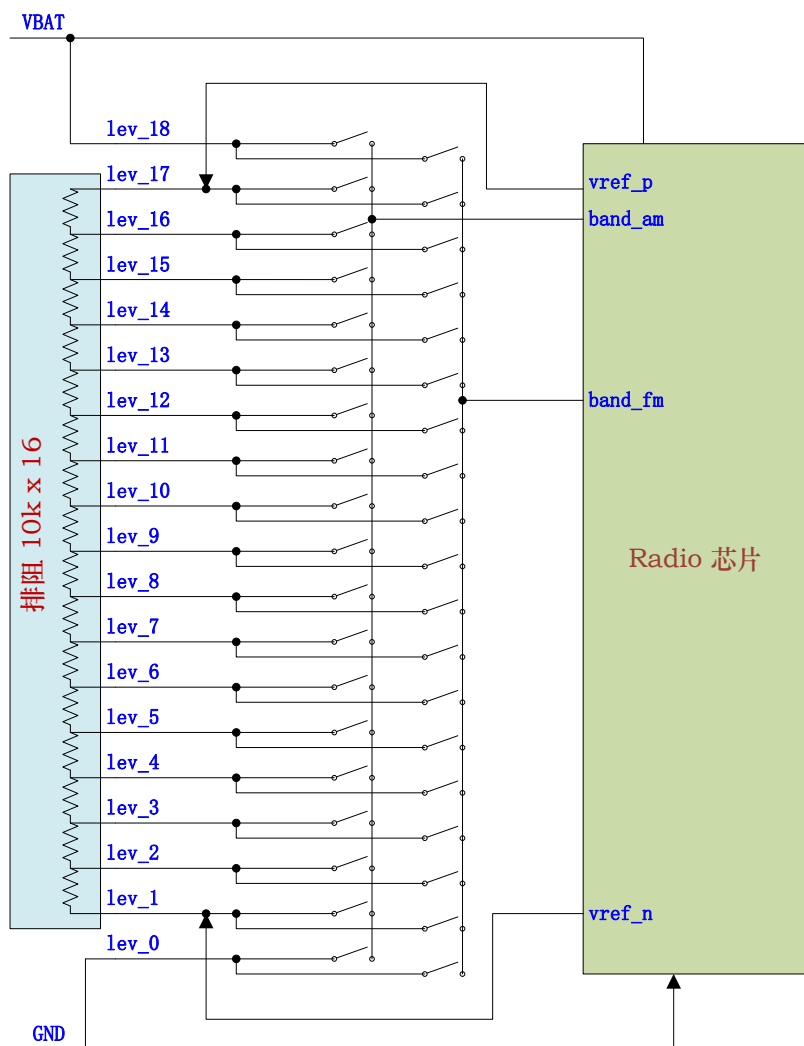 VBAT
lev_18
lev_17
lev_16
lev_15
lev_14
lev_13
lev_12
lev_11
lev_10
lev_9
lev_8
lev_7
lev_6
lev_5
lev_4
lev_3
lev_2
lev_1
lev_0
GND
排阻 10k x 16
vref_p
band_am
band_fm
Radio 芯片
vref_n